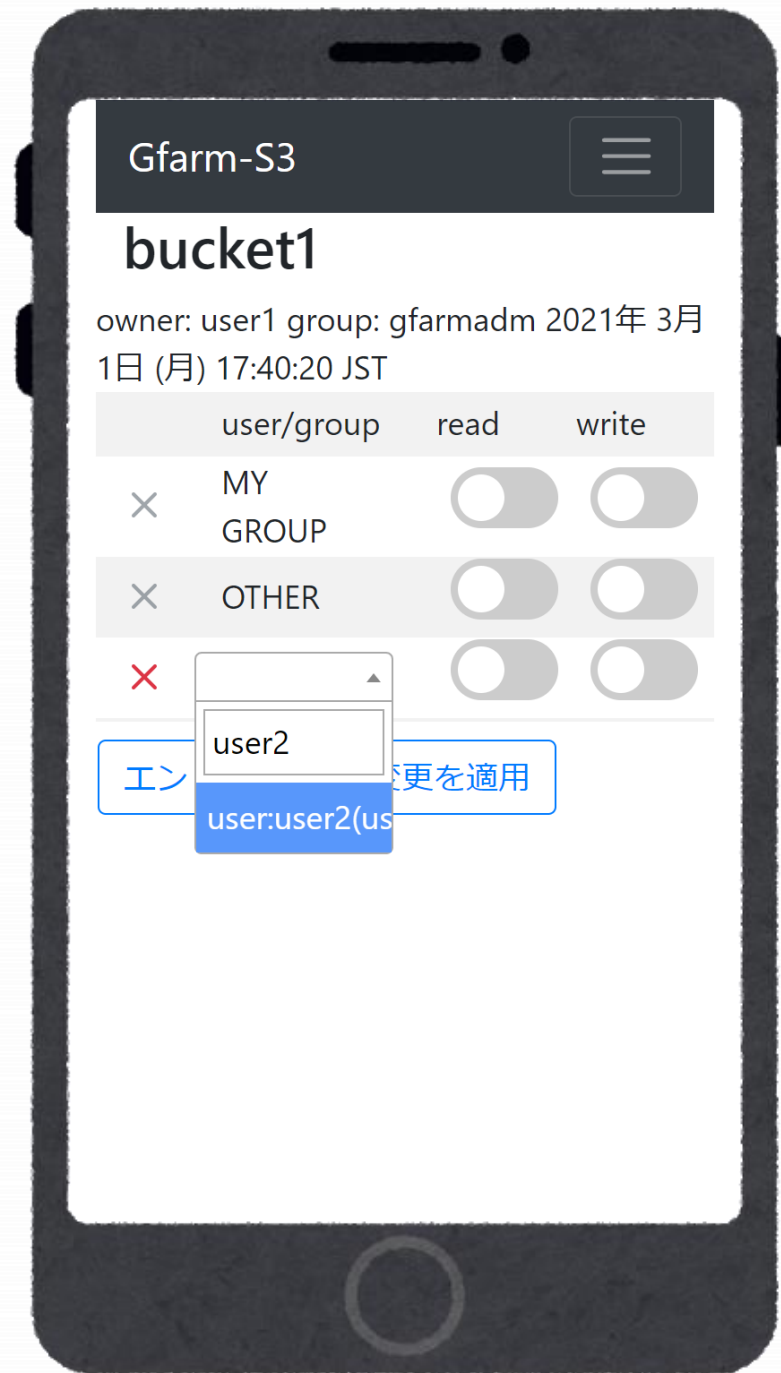 Gfarm-S3
bucket1
owner: user1 group: gfarmadm 2021年 3月
1日 (月) 17:40:20 JST
user/group read write
MY
GROUP
OTHER
user2
エン 変更を適用
user:user2(us